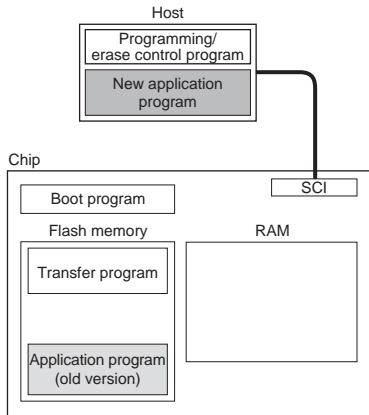 Host
Programming/
erase control program
New application
program
Chip
SCI
Boot program
Flash memory
RAM
Transfer program
Application program
(old version)